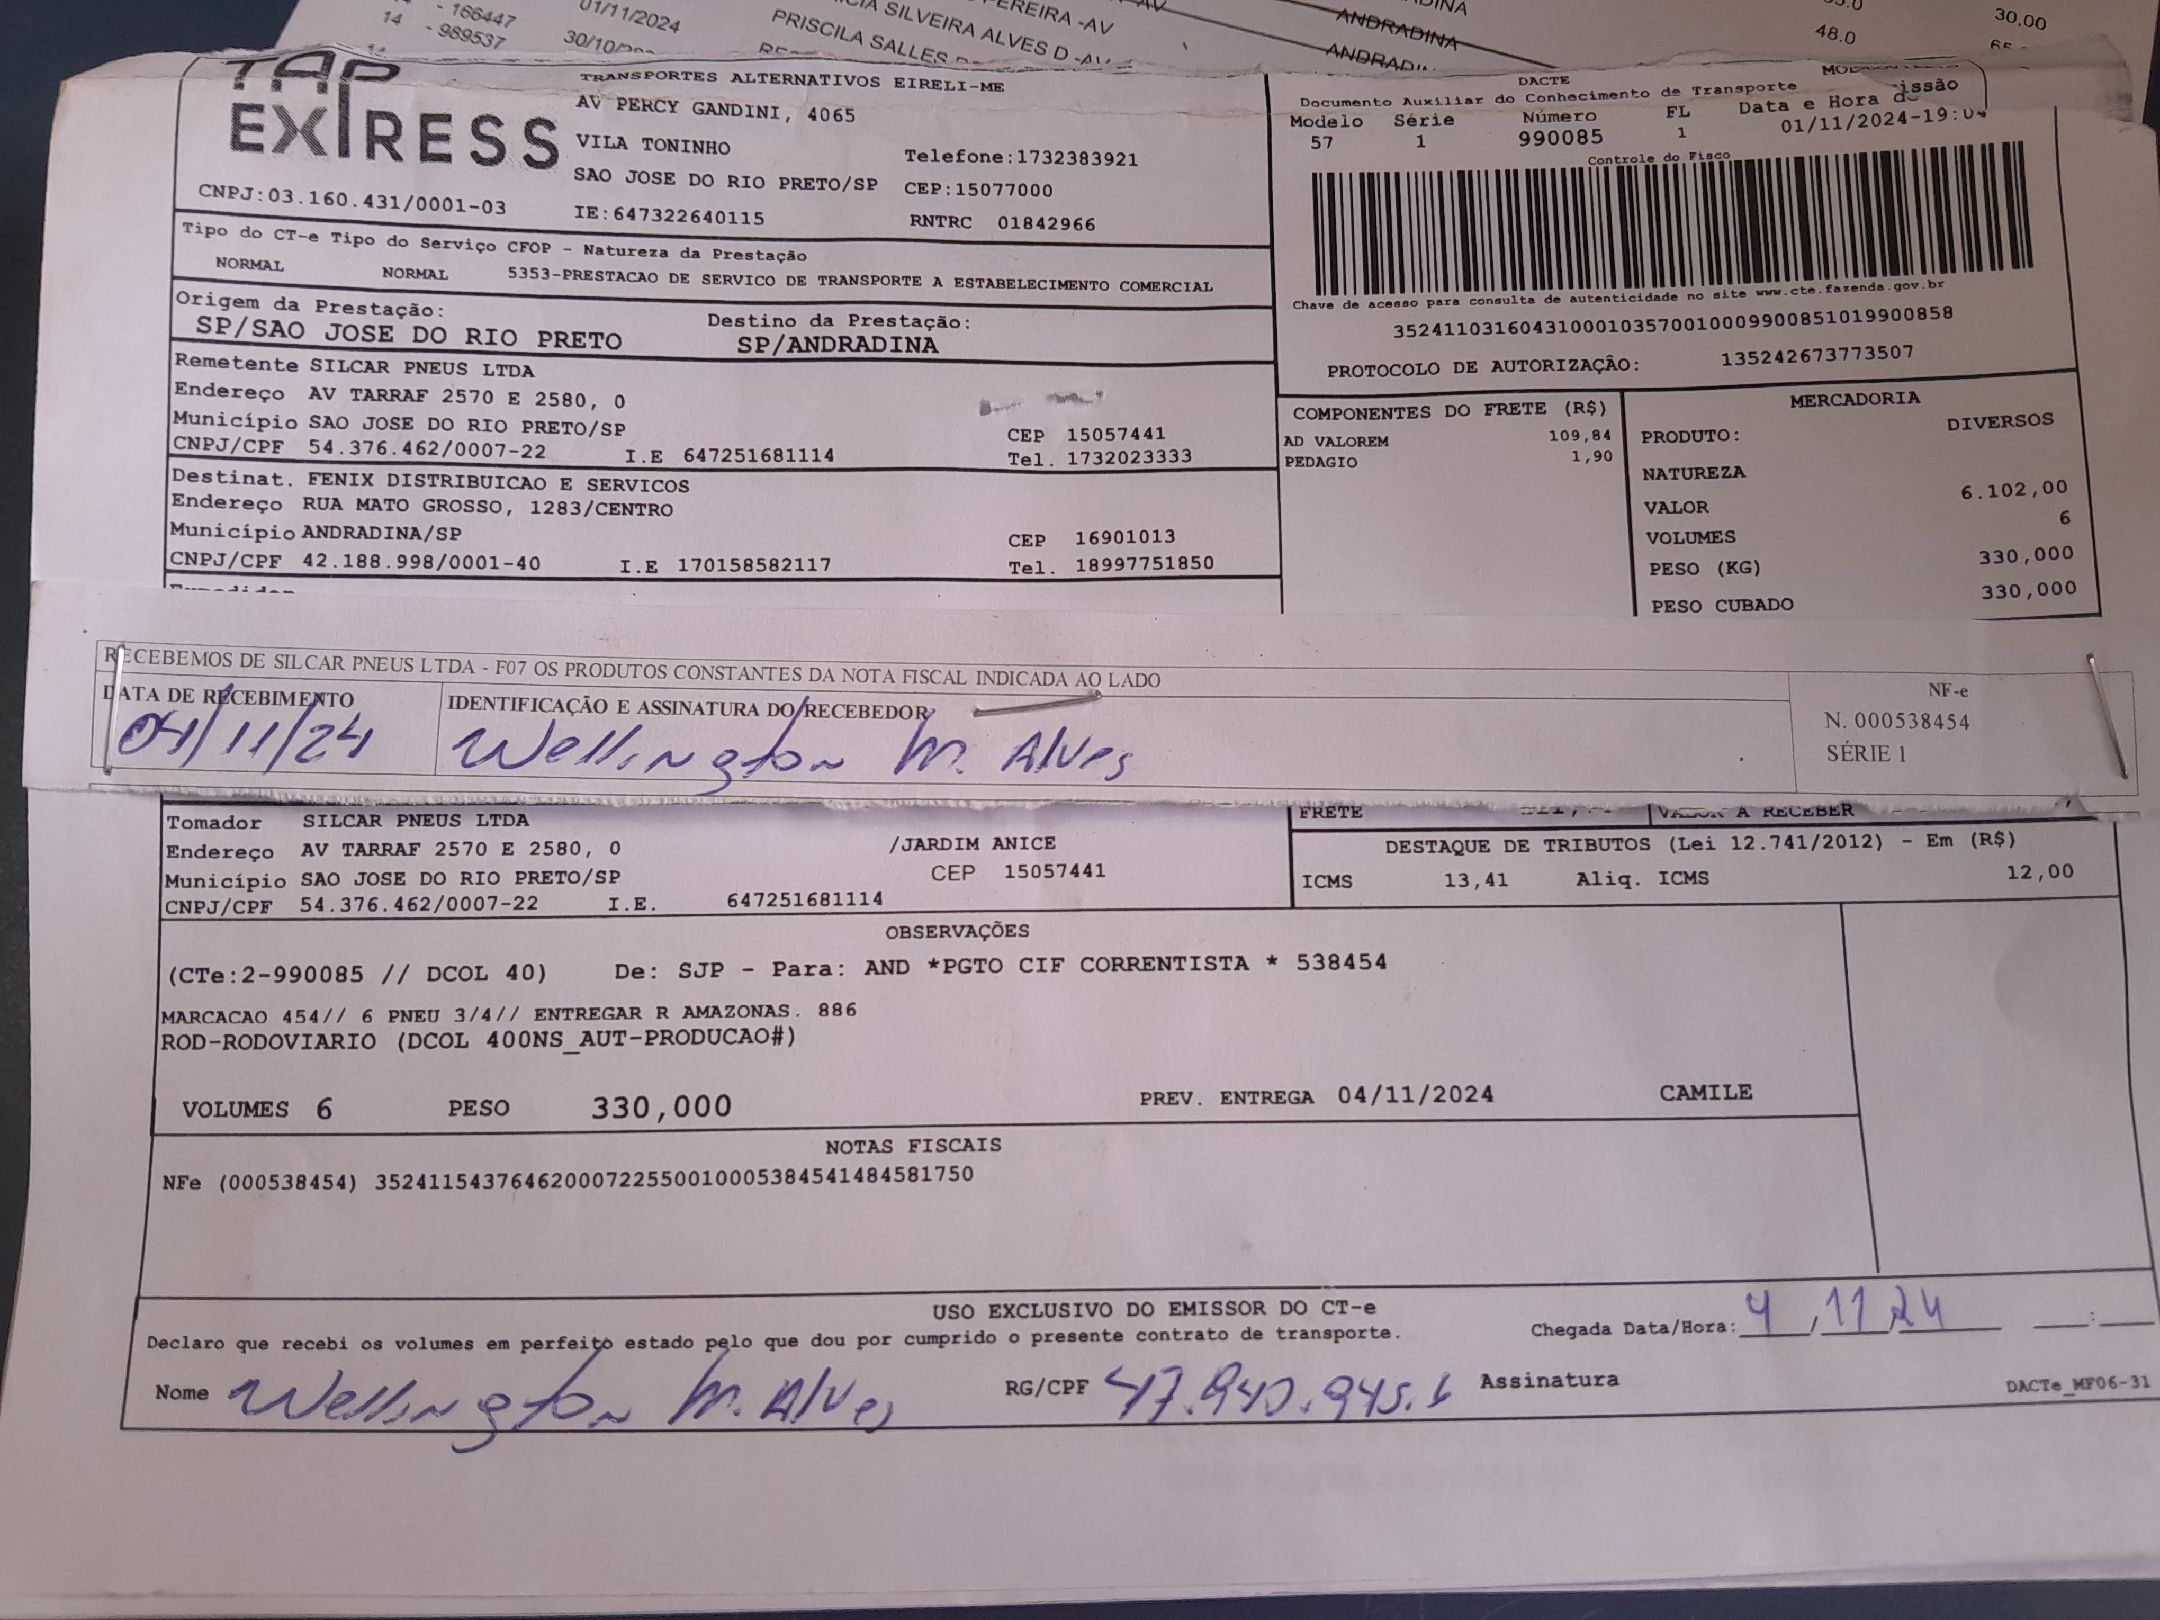 14 - 166447 01/11/2024 PEREIRA -AV
14 - 989537 30/10/ PRISCILA SALLES SILVEIRA ALVES D -AV ANDRADINA 48.0 30,00
ANDRADINA
TAP EXPRESS
TRANSPORTES ALTERNATIVOS EIRELI-ME
AV PERCY GANDINI, 4065
VILA TONINHO Telefone:1732383921
SAO JOSE DO RIO PRETO/SP CEP:15077000
CNPJ:03.160.431/0001-03 IE:647322640115 RNTRC 01842966
DACTE
Documento Auxiliar do Conhecimento de Transporte
Modelo Série Número FL Data e Hora
57 1 990085 1 01/11/2024-19:
Controle do Fisco
Chave de acesso para consulta de autenticidade no site www.cte.fazenda.gov.br
35241103160431000103570010009900851019900858
PROTOCOLO DE AUTORIZAÇÂO: 135242673773507
Tipo do CT-e Tipo do Serviço CFOP - Natureza da Prestação
NORMAL NORMAL 5353-PRESTACAO DE SERVICO DE TRANSPORTE A ESTABELECIMENTO COMERCIAL
Origem da Prestação: Destino da Prestação:
SP/SAO JOSE DO RIO PRETO SP/ANDRADINA
Remetente SILCAR PNEUS LTDA
Endereço AV TARRAF 2570 E 2580, 0
Município SAO JOSE DO RIO PRETO/SP CEP 15057441
CNPJ/CPF 54.376.462/0007-22 I.E 647251681114 Tel. 1732023333
Destinat. FENIX DISTRIBUICAO E SERVICOS
Endereço RUA MATO GROSSO, 1283/CENTRO
Município ANDRADINA/SP CEP 16901013
CNPJ/CPF 42.188.998/0001-40 I.E 170158582117 Tel. 18997751850
COMPONENTES DO FRETE (R$)
AD VALOREM 109,84
PEDAGIO 1,90
MERCADORIA
PRODUTO: DIVERSOS
NATUREZA
VALOR 6.102,00
VOLUMES 6
PESO (KG) 330,000
PESO CUBADO 330,000
RECEBEMOS DE SILCAR PNEUS LTDA - F07 OS PRODUTOS CONSTANTES DA NOTA FISCAL INDICADA AO LADO
DATA DE RECEBIMENTO IDENTIFICAÇÃO E ASSINATURA DO RECEBEDOR
04/11/24 Wellington M. Alves
NF-e
N. 000538454
SÉRIE 1
Tomador SILCAR PNEUS LTDA
Endereço AV TARRAF 2570 E 2580, 0 /JARDIM ANICE
Município SAO JOSE DO RIO PRETO/SP CEP 15057441
CNPJ/CPF 54.376.462/0007-22 I.E. 647251681114
FRETE VALOR A RECEBER
DESTAQUE DE TRIBUTOS (Lei 12.741/2012) - Em (R$)
ICMS 13,41 Aliq. ICMS 12,00
OBSERVAÇÕES
(CTe:2-990085 // DCOL 40) De: SJP - Para: AND *PGTO CIF CORRENTISTA * 538454
MARCACAO 454// 6 PNEU 3/4// ENTREGAR R AMAZONAS. 886
ROD-RODOVIARIO (DCOL 400NS_AUT-PRODUCAO#)
VOLUMES 6 PESO 330,000 PREV. ENTREGA 04/11/2024 CAMILE
NOTAS FISCAIS
NFe (000538454) 35241154376462000722550010005384541484581750
USO EXCLUSIVO DO EMISSOR DO CT-e
Declaro que recebi os volumes em perfeito estado pelo que dou por cumprido o presente contrato de transporte. Chegada Data/Hora: 4 / 11 / 24 :
Nome Wellington M. Alves RG/CPF 47.940.945.6 Assinatura DACTe_MF06-31